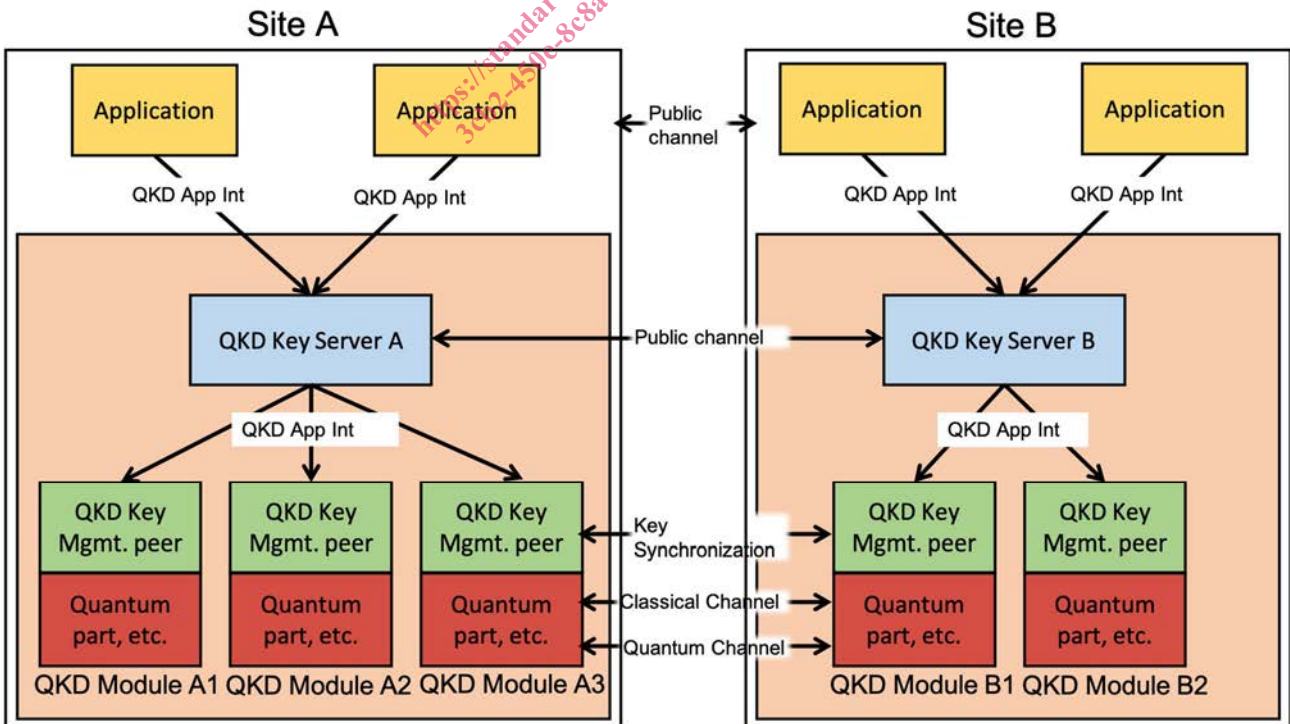 Site A
Site B
Application
Application
Public
channel
Application
Application
QKD App Int
QKD App Int
QKD App Int
QKD App Int
QKD Key Server A
Public channel
QKD Key Server B
QKD App Int
QKD App Int
QKD Key
Mgmt. peer
QKD Key
Mgmt. peer
QKD Key
Mgmt. peer
Key
Synchronization
QKD Key
Mgmt. peer
QKD Key
Mgmt. peer
Quantum
part, etc.
Quantum
part, etc.
Quantum
part, etc.
Classical Channel
Quantum Channel
Quantum
part, etc.
Quantum
part, etc.
QKD Module A1
QKD Module A2
QKD Module A3
QKD Module B1
QKD Module B2
https://standar